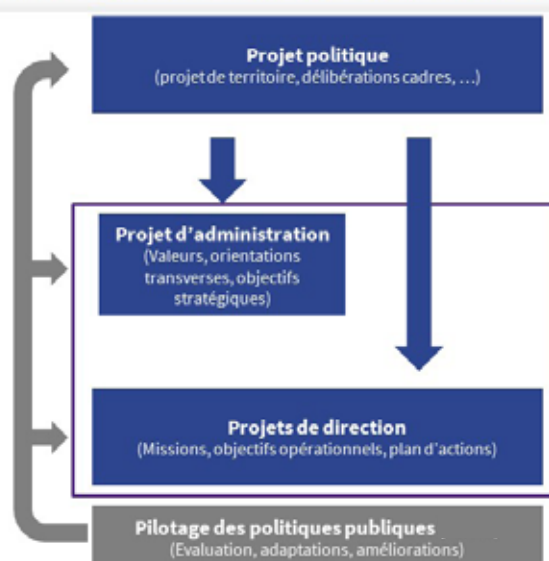 Projet politique
(projet de territoire, délibérations cadres, ...)
Projet d'administration
(Valeurs, orientations
transverses, objectifs
stratégiques)
Projets de direction
(Missions, objectifs opérationnels, plan d'actions)
Pilotage des politiques publiques
(Evaluation, adaptations, améliorations)